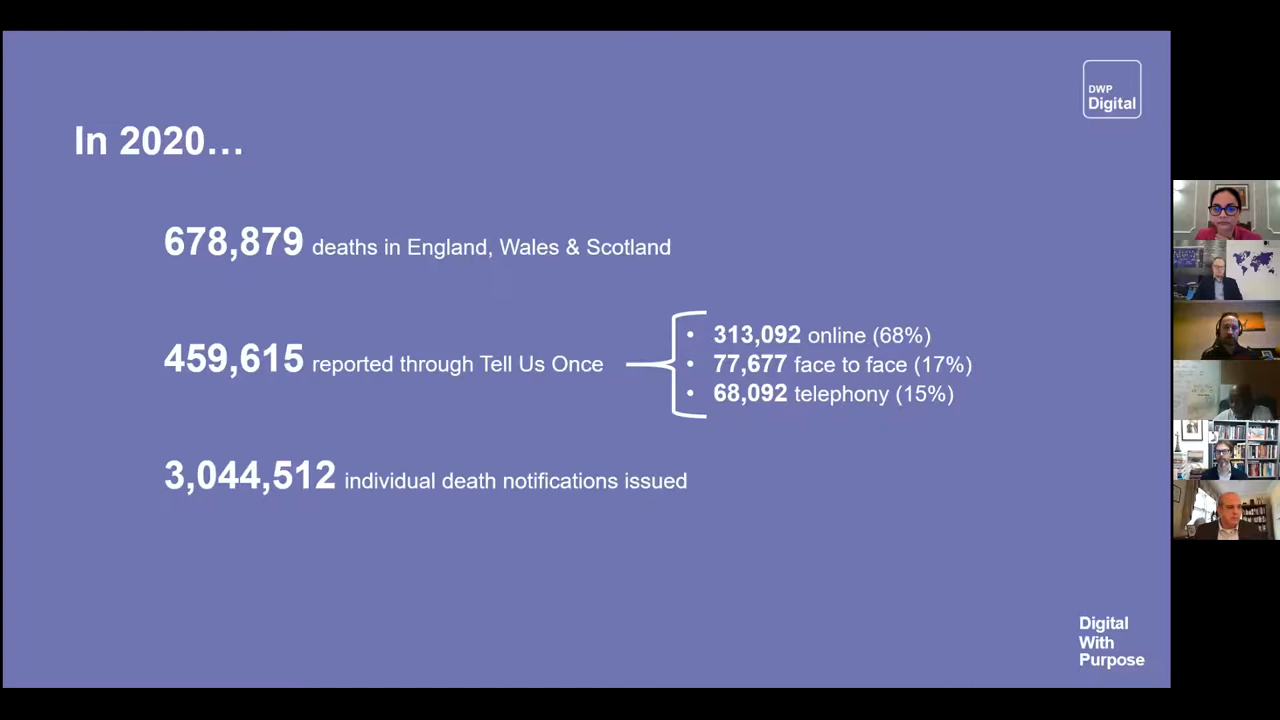 DWP
Digital
In 2020…
678,879 deaths in England, Wales & Scotland
459,615 reported through Tell Us Once
• 313,092 online (68%)
• 77,677 face to face (17%)
• 68,092 telephony (15%)
3,044,512 individual death notifications issued
Digital
With
Purpose